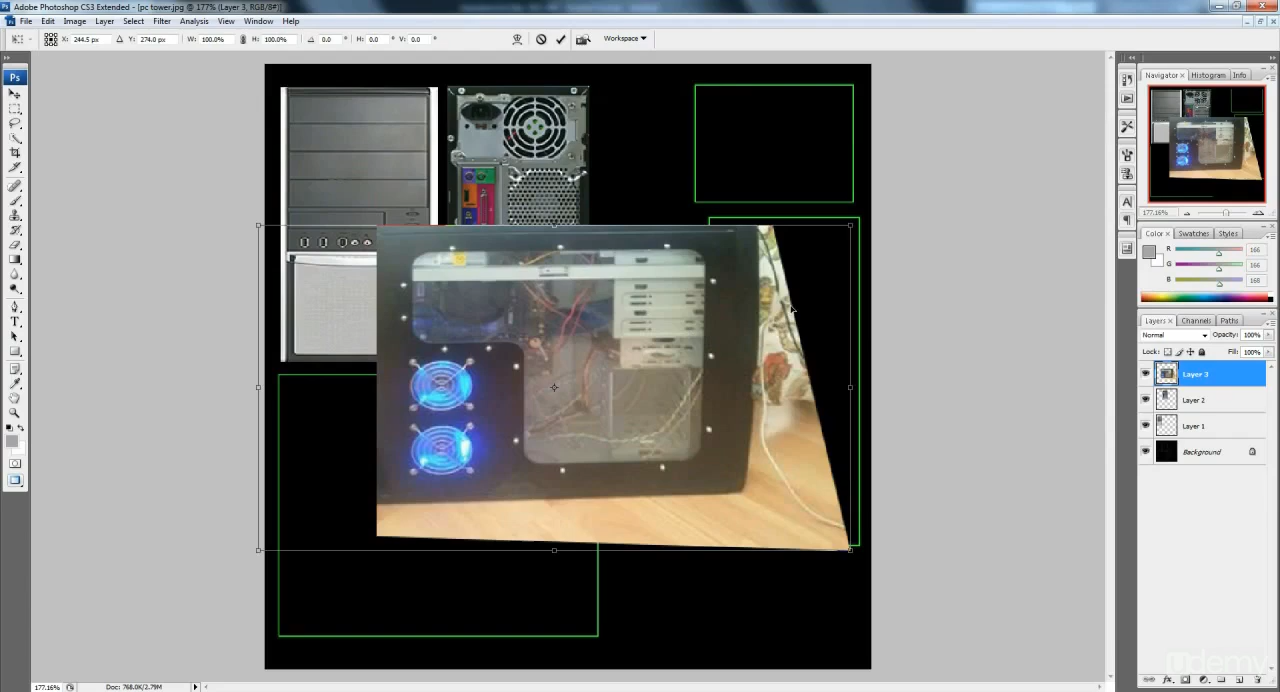 Adobe Photoshop CS3 Extended - [pc tower.jpg @ 177% (Layer 3, RGB/8#)]
File Edit Image Layer Select Filter Analysis View Window Help
X: 244.5 px Y: 274.0 px W: 100.0% H: 100.0% 0.0 ° H: 0.0 ° V: 0.0 ° Workspace
Ps
Navigator Histogram Info
177.16%
Color Swatches Styles
R 166
G 166
B 168
Layers Channels Paths
Normal Opacity: 100%
Lock: Fill: 100%
Layer 3
Layer 2
Layer 1
Background
udemy
177.16% Doc: 768.0K/2.79M